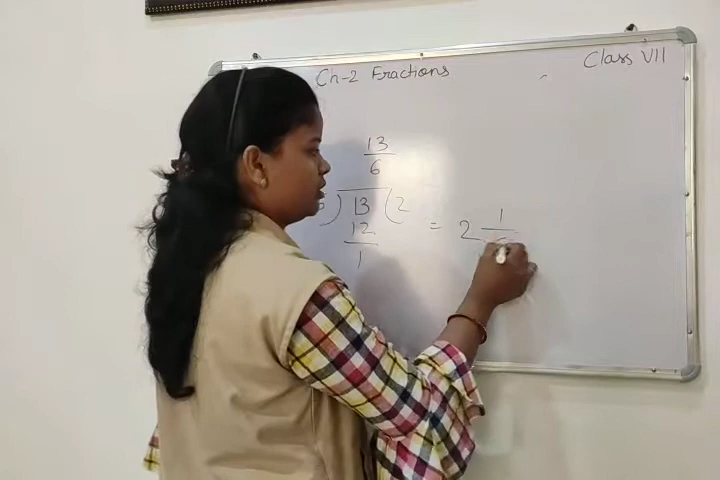 Ch-2 Fractions
Class VII
13
6
) 13 ( 2
12
1
= 2 1